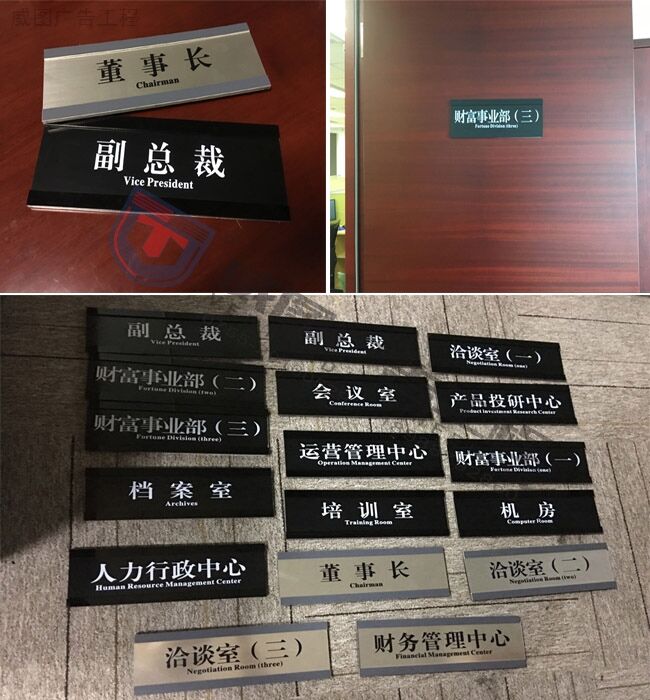 威图广告工程
董事长
Chairman
副总裁
Vice President
财富事业部（三）
Fortune Division (three)
副总裁
Vice President
副总裁
Vice President
洽谈室（一）
Negotiation Room (one)
财富事业部（二）
Fortune Division (two)
会议室
Conference Room
产品投研中心
Product Investment Research Center
财富事业部（三）
Fortune Division (three)
运营管理中心
Operation Management Center
财富事业部（一）
Fortune Division (one)
档案室
Archives
培训室
Training Room
机房
Computer Room
人力行政中心
Human Resource Management Center
董事长
Chairman
洽谈室（二）
Negotiation Room (two)
洽谈室（三）
Negotiation Room (three)
财务管理中心
Financial Management Center